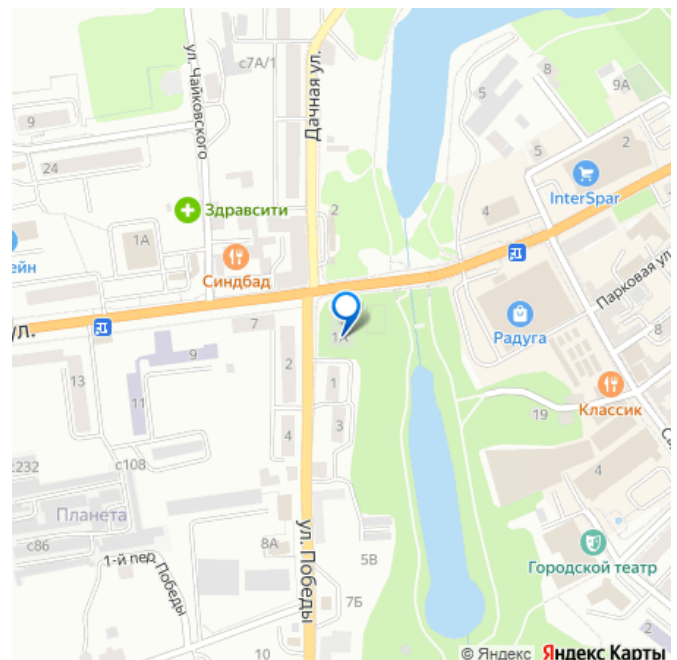 с7А/1
8
9А
ул. Чайковского
Дачная ул.
5
9
2
5
24
InterSpar
Здравсити
2
4
1А
ейн
Синдбад
Парковая ул.
ул.
7
1А
Радуга
8
9
2
13
1
Классик
11
3
19
4
с232
с108
4
Планета
ул. Победы
с86
8А
1-й пер. Победы
5В
Городской театр
7Б
2
10
© Яндекс Яндекс Карты